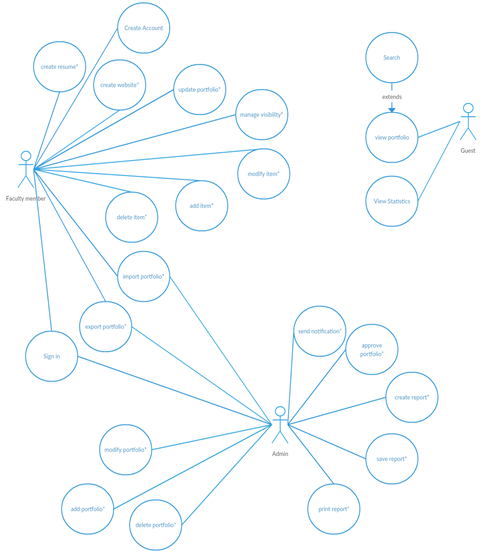 Create Account
Search
create resume*
create website*
update portfolio*
extends
manage visibility*
view portfolio
Guest
modify item*
Faculty member
add item*
View Statistics
delete item*
import portfolio*
export portfolio*
send notification*
approve
portfolio*
Sign in
create report*
Admin
modify portfolio*
save report*
add portfolio*
print report*
delete portfolio*